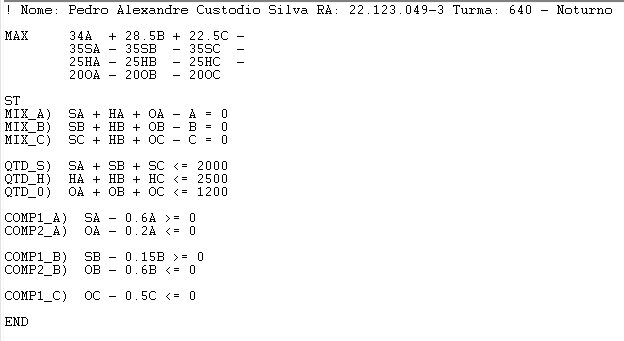 ! Nome: Pedro Alexandre Custodio Silva RA: 22.123.049-3 Turma: 640 - Noturno
MAX 34A + 28.5B + 22.5C -
35SA - 35SB - 35SC -
25HA - 25HB - 25HC -
20OA - 20OB - 20OC
ST
MIX_A) SA + HA + OA - A = 0
MIX_B) SB + HB + OB - B = 0
MIX_C) SC + HB + OC - C = 0
QTD_S) SA + SB + SC <= 2000
QTD_H) HA + HB + HC <= 2500
QTD_O) OA + OB + OC <= 1200
COMP1_A) SA - 0.6A >= 0
COMP2_A) OA - 0.2A <= 0
COMP1_B) SB - 0.15B >= 0
COMP2_B) OB - 0.6B <= 0
COMP1_C) OC - 0.5C <= 0
END